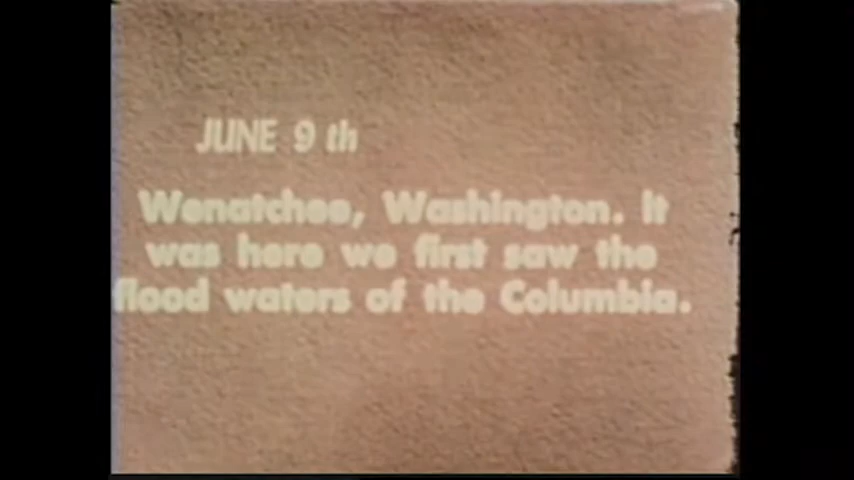 JUNE 9 th
Wenatchee, Washington. It
was here we first saw the
flood waters of the Columbia.